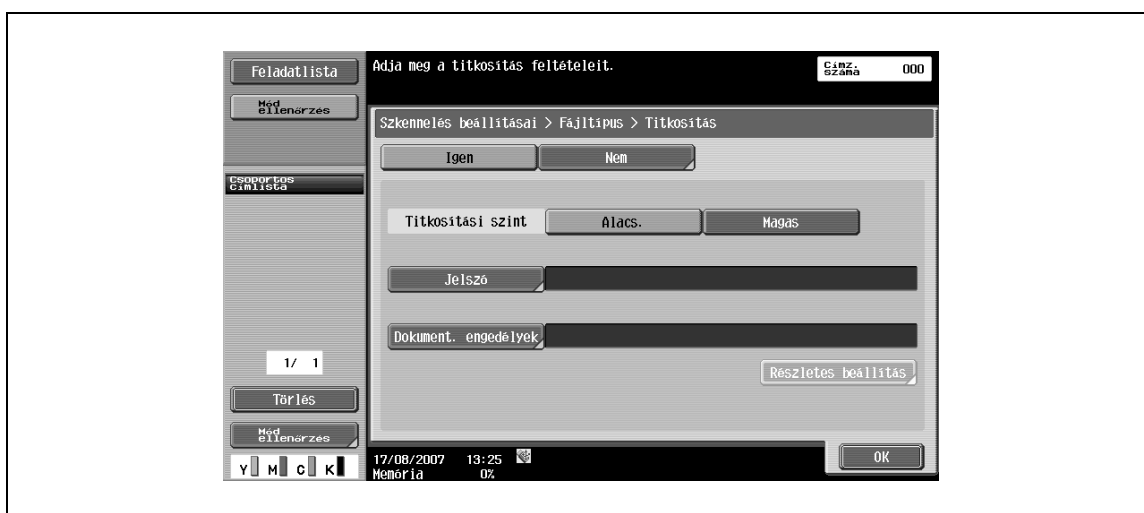 Feladatlista
Adja meg a titkosítás feltételeit.
Címz.
száma
000
Mód
ellenőrzés
Szkennelés beállításai > Fájltípus > Titkosítás
Igen
Nem
Csoportos
címlista
Titkosítási szint
Alacs.
Magas
Jelszó
Dokument. engedélyek
1/ 1
Részletes beállítás
Törlés
Mód
ellenőrzés
OK
Y M C K
17/08/2007 13:25
Memória 0%